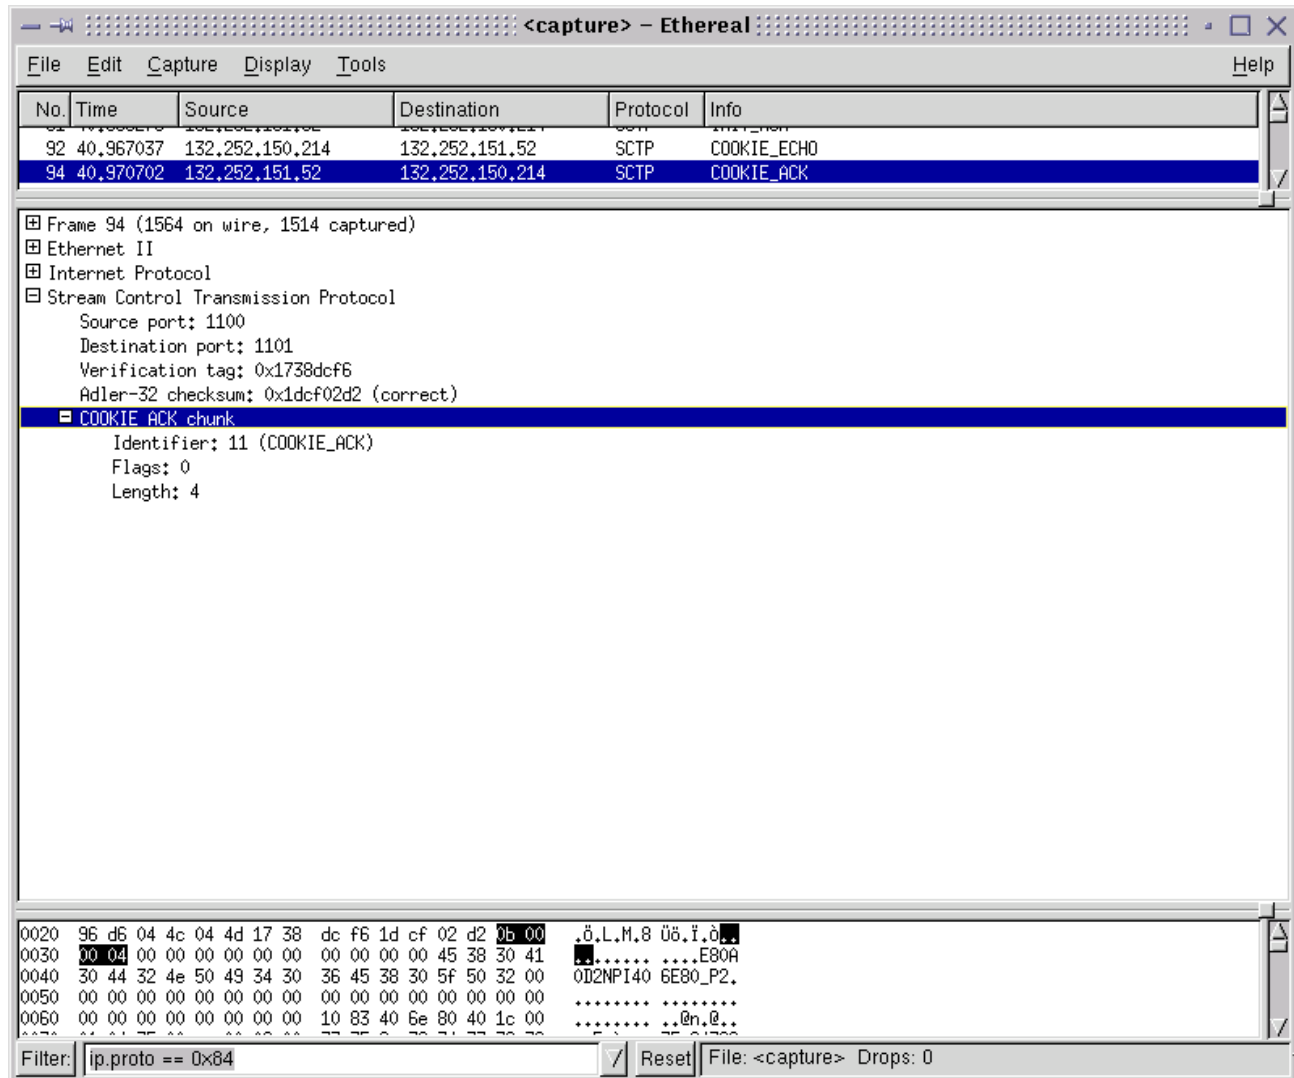 <capture> – Ethereal
File Edit Capture Display Tools Help
No. Time Source Destination Protocol Info
92 40.967037 132.252.150.214 132.252.151.52 SCTP COOKIE_ECHO
94 40.970702 132.252.151.52 132.252.150.214 SCTP COOKIE_ACK
Frame 94 (1564 on wire, 1514 captured)
Ethernet II
Internet Protocol
Stream Control Transmission Protocol
Source port: 1100
Destination port: 1101
Verification tag: 0x1738dcf6
Adler-32 checksum: 0x1dcf02d2 (correct)
COOKIE ACK chunk
Identifier: 11 (COOKIE_ACK)
Flags: 0
Length: 4
0020 96 d6 04 4c 04 4d 17 38 dc f6 1d cf 02 d2 0b 00 .ö.L.M.8 Üö.Ï.ò..
0030 00 04 00 00 00 00 00 00 00 00 00 00 45 38 30 41 ........ ....E80A
0040 30 44 32 4e 50 49 34 30 36 45 38 30 5f 50 32 00 0D2NPI40 6E80_P2.
0050 00 00 00 00 00 00 00 00 00 00 00 00 00 00 00 00 ........ ........
0060 00 00 00 00 00 00 00 00 10 83 40 6e 80 40 1c 00 ........ ..@n.@..
Filter: ip.proto == 0x84 Reset File: <capture> Drops: 0